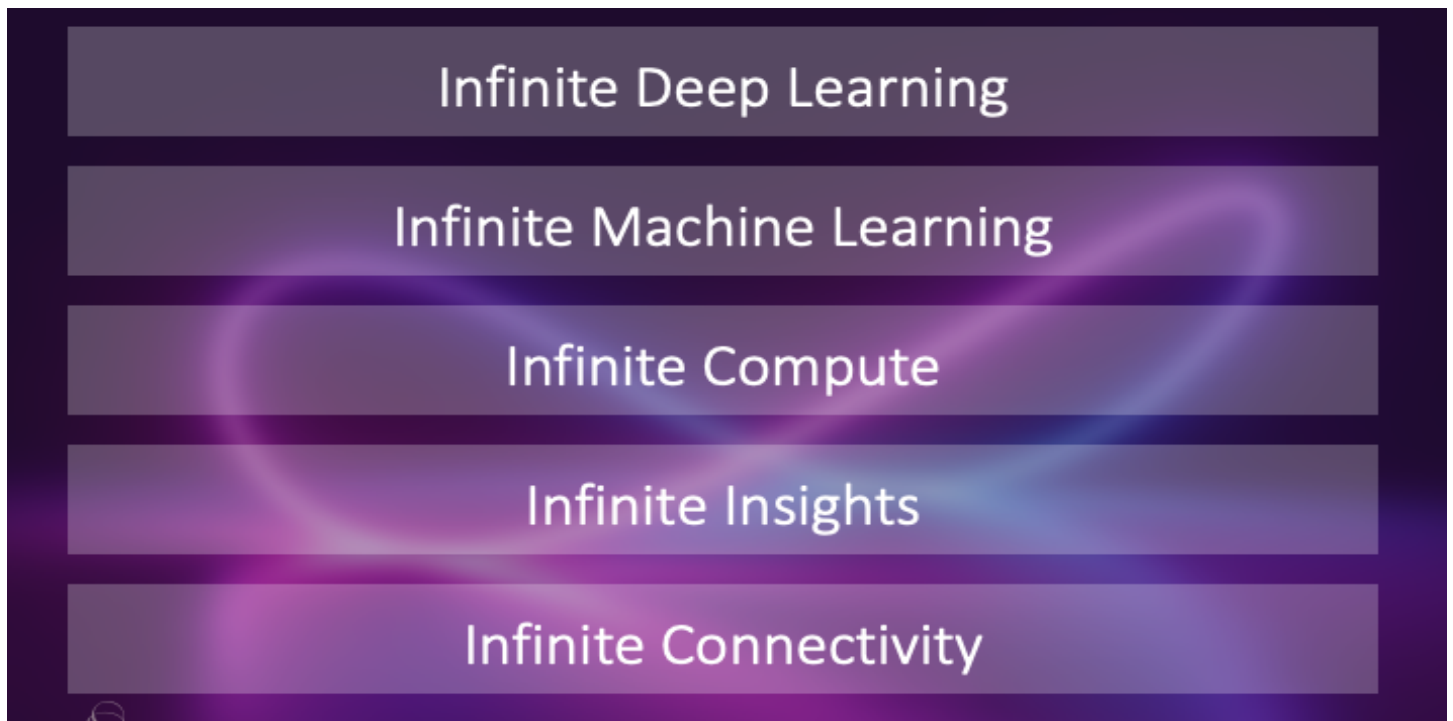 Infinite Deep Learning
Infinite Machine Learning
Infinite Compute
Infinite Insights
Infinite Connectivity